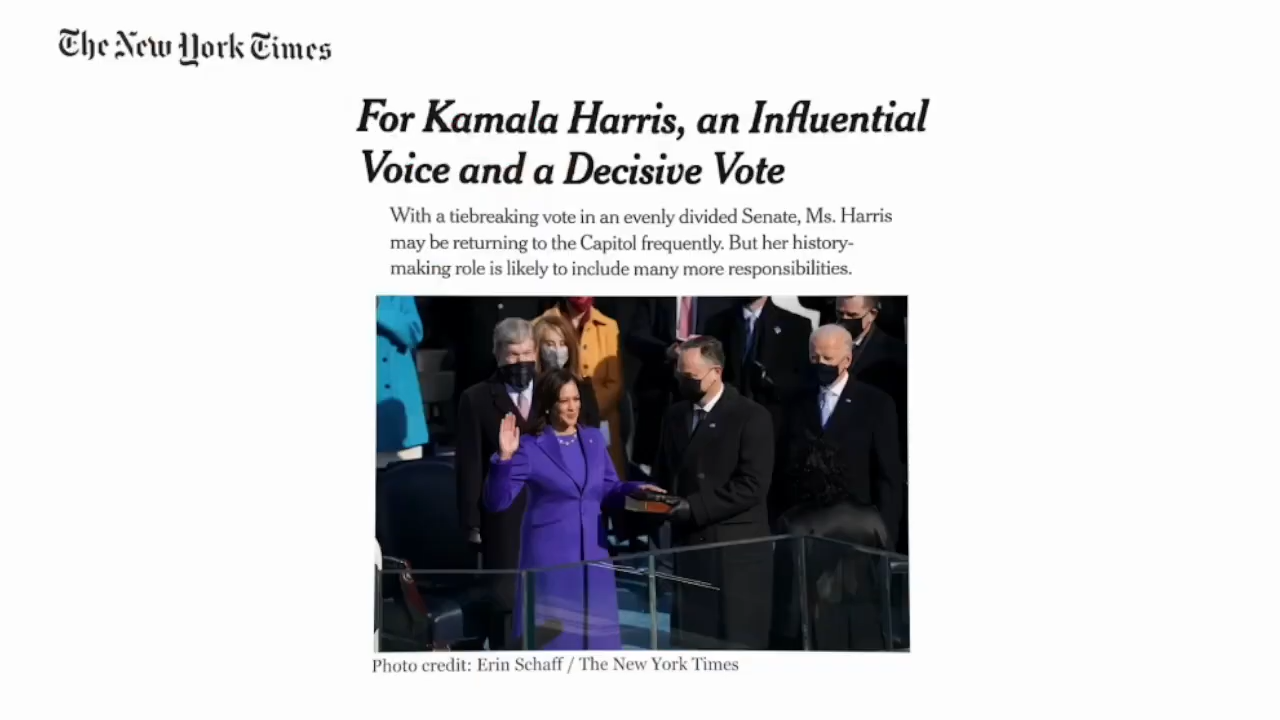 The New York Times
For Kamala Harris, an Influential
Voice and a Decisive Vote
With a tiebreaking vote in an evenly divided Senate, Ms. Harris
may be returning to the Capitol frequently. But her history-
making role is likely to include many more responsibilities.
Photo credit: Erin Schaff / The New York Times